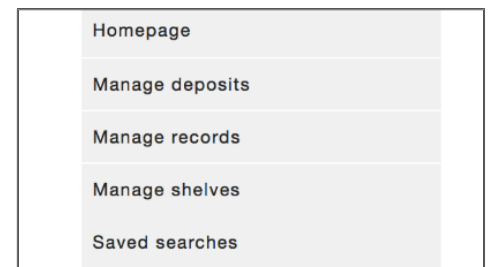 Homepage
Manage deposits
Manage records
Manage shelves
Saved searches